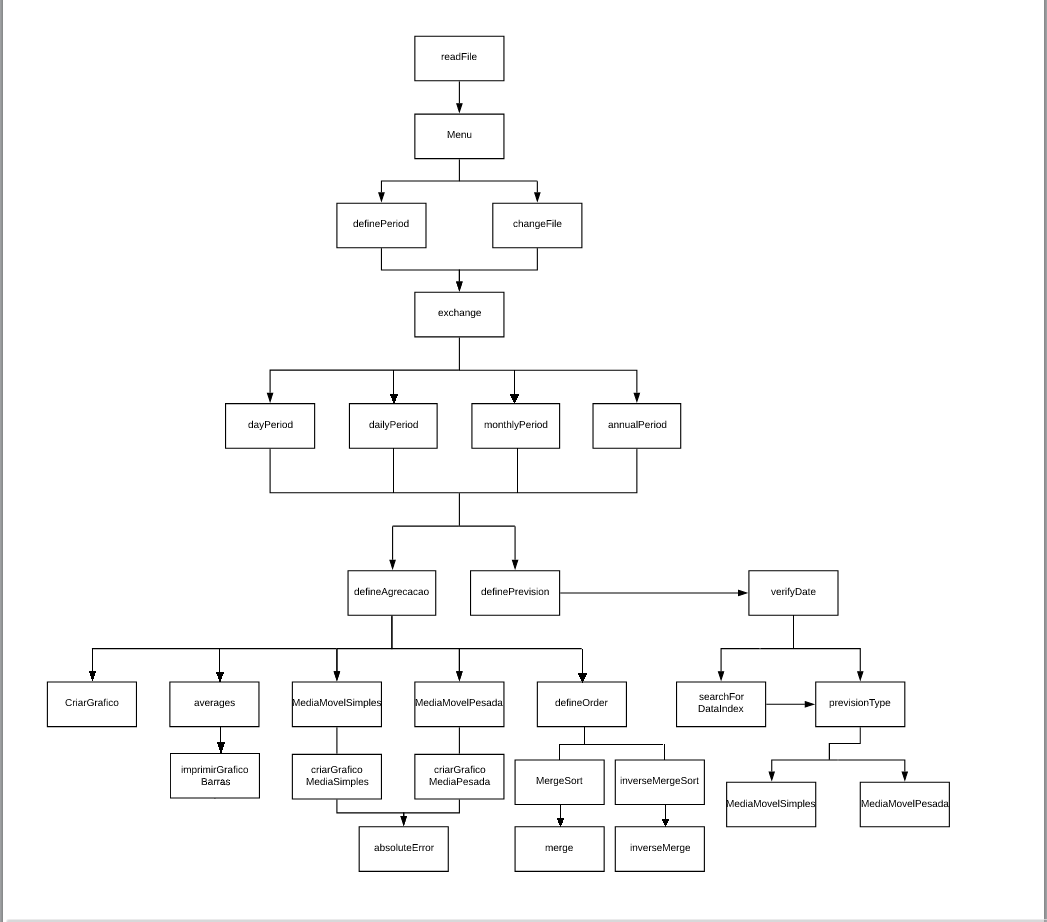 readFile
Menu
definePeriod
changeFile
exchange
dayPeriod
dailyPeriod
monthlyPeriod
annualPeriod
defineAgrecacao
definePrevision
verifyDate
CriarGrafico
averages
MediaMovelSimples
MediaMovelPesada
defineOrder
searchFor
DataIndex
previsionType
imprimirGrafico
Barras
criarGrafico
MediaSimples
criarGrafico
MediaPesada
MergeSort
inverseMergeSort
MediaMovelSimples
MediaMovelPesada
absoluteError
merge
inverseMerge